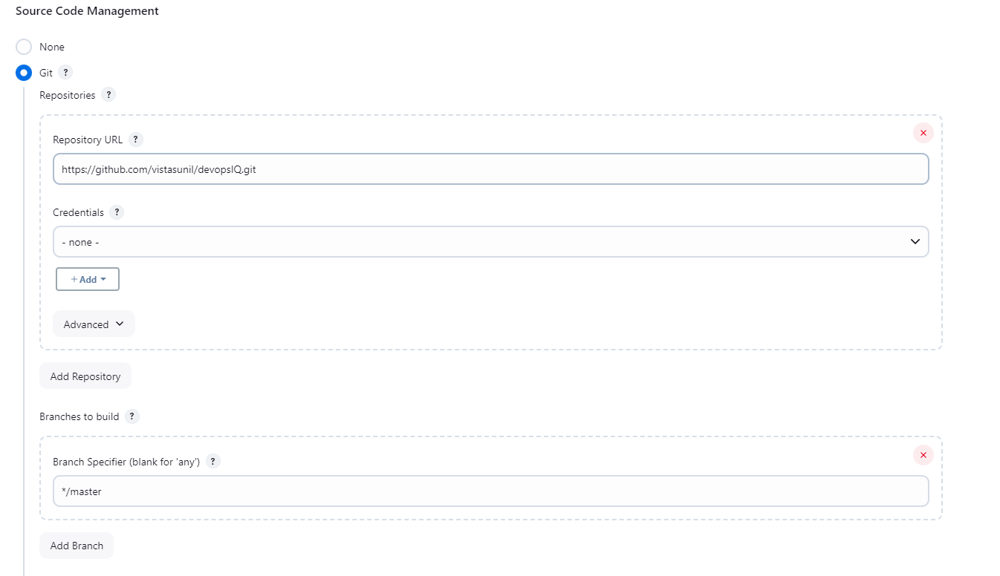 Source Code Management
None
Git ?
Repositories ?
Repository URL ?
https://github.com/vistasunil/devopsIQ.git
Credentials ?
- none -
+ Add
Advanced
Add Repository
Branches to build ?
Branch Specifier (blank for 'any') ?
*/master
Add Branch